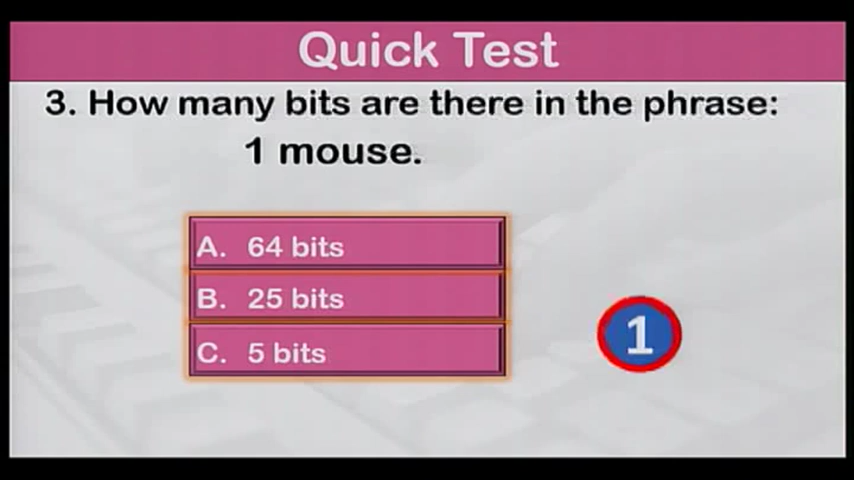 Quick Test
3. How many bits are there in the phrase:
1 mouse.
A. 64 bits
B. 25 bits
C. 5 bits
1